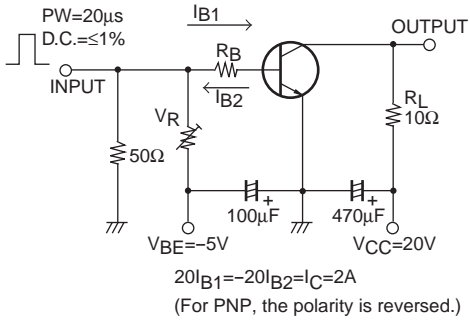 PW=20μs
D.C.=≤1%
INPUT
IB1
RB
IB2
VR
50Ω
OUTPUT
RL
10Ω
+
100μF
+
470μF
VBE=–5V
VCC=20V
20IB1=–20IB2=IC=2A
(For PNP, the polarity is reversed.)